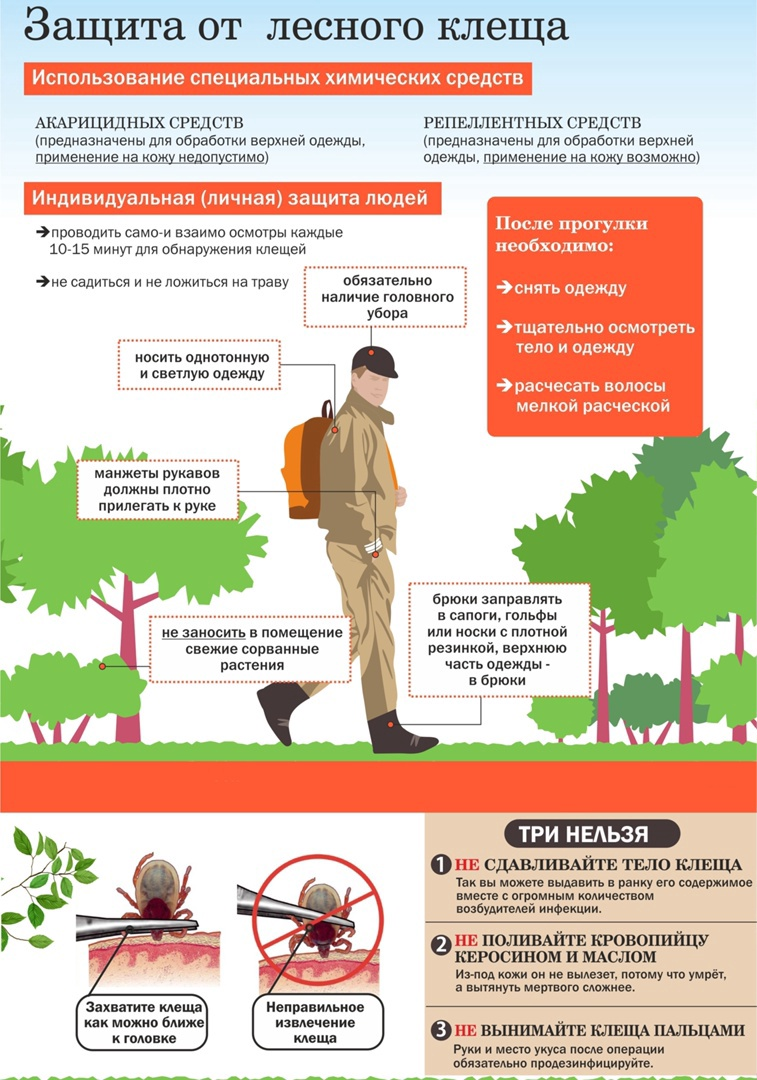 Защита от лесного клеща
Использование специальных химических средств
АКАРИЦИДНЫХ СРЕДСТВ
(предназначены для обработки верхней одежды,
применение на кожу недопустимо)
РЕПЕЛЛЕНТНЫХ СРЕДСТВ
(предназначены для обработки верхней
одежды, применение на кожу возможно)
Индивидуальная (личная) защита людей
➔проводить само-и взаимо осмотры каждые
10-15 минут для обнаружения клещей
➔не садиться и не ложиться на траву
После прогулки
необходимо:
➔снять одежду
➔тщательно осмотреть
тело и одежду
➔расчесать волосы
мелкой расческой
обязательно
наличие головного
убора
носить однотонную
и светлую одежду
манжеты рукавов
должны плотно
прилегать к руке
не заносить в помещение
свежие сорванные
растения
брюки заправлять
в сапоги, гольфы
или носки с плотной
резинкой, верхнюю
часть одежды -
в брюки
Захватите клеща
как можно ближе
к головке
Неправильное
извлечение
клеща
ТРИ НЕЛЬЗЯ
1 НЕ СДАВЛИВАЙТЕ ТЕЛО КЛЕЩА
Так вы можете выдавить в ранку его содержимое
вместе с огромным количеством
возбудителей инфекции.
2 НЕ ПОЛИВАЙТЕ КРОВОПИЙЦУ
КЕРОСИНОМ И МАСЛОМ
Из-под кожи он не вылезет, потому что умрёт,
а вытянуть мертвого сложнее.
3 НЕ ВЫНИМАЙТЕ КЛЕЩА ПАЛЬЦАМИ
Руки и место укуса после операции
обязательно продезинфицируйте.